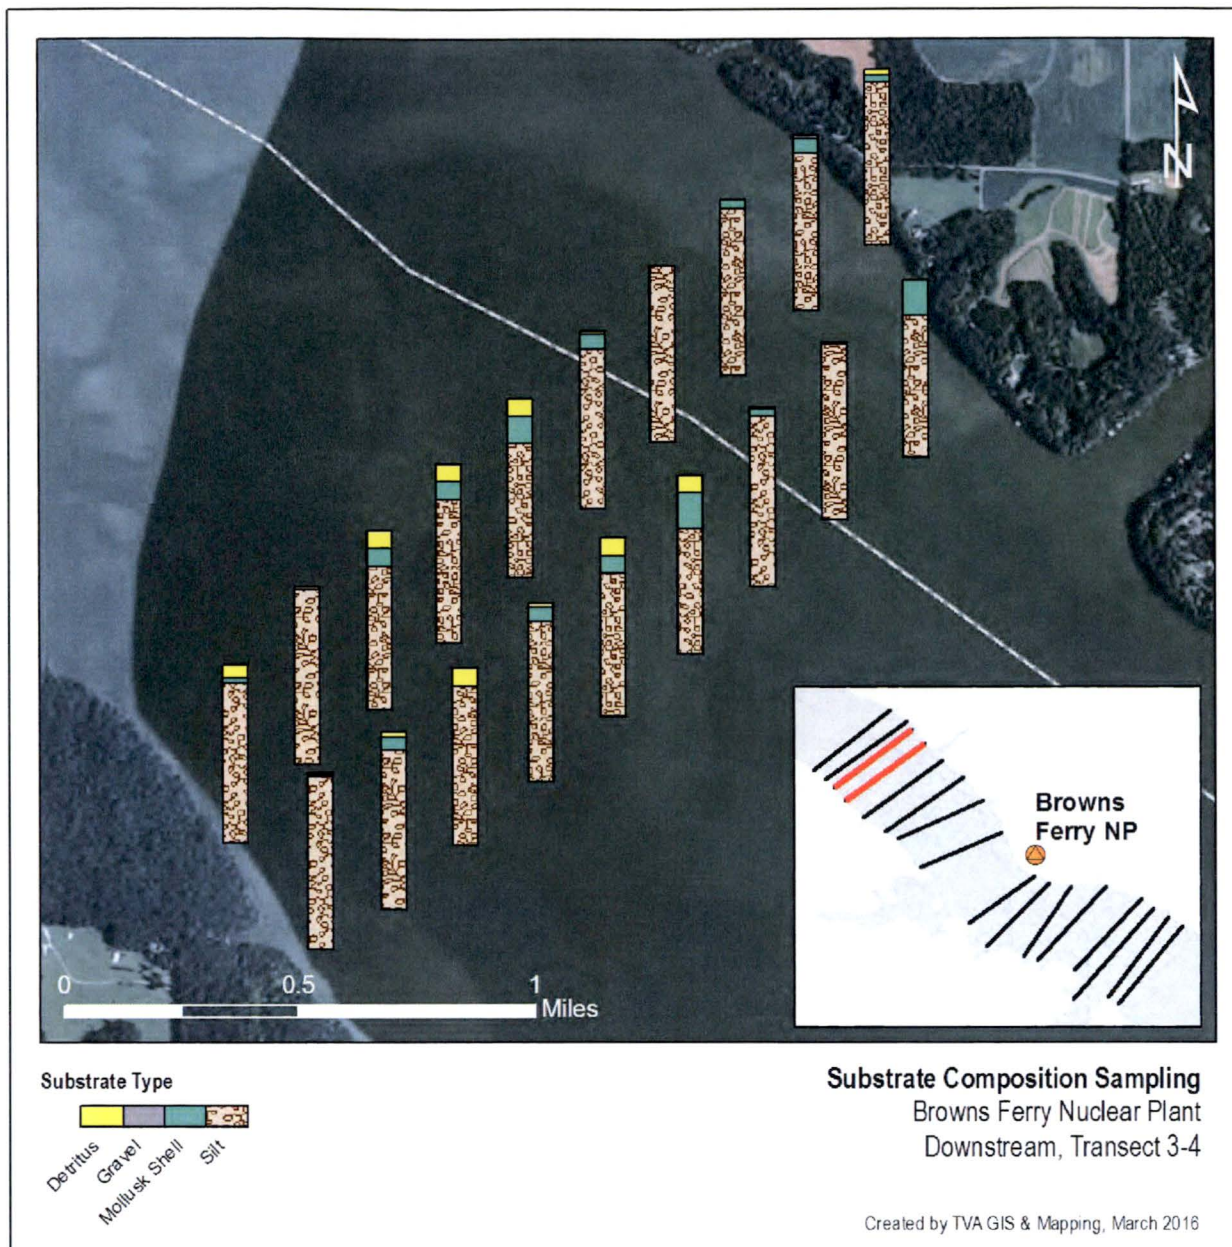 N
0 0.5 1
Miles
Browns
Ferry NP
Substrate Type
Detritus
Gravel
Mollusk Shell
Silt
Substrate Composition Sampling
Browns Ferry Nuclear Plant
Downstream, Transect 3-4
Created by TVA GIS & Mapping, March 2016